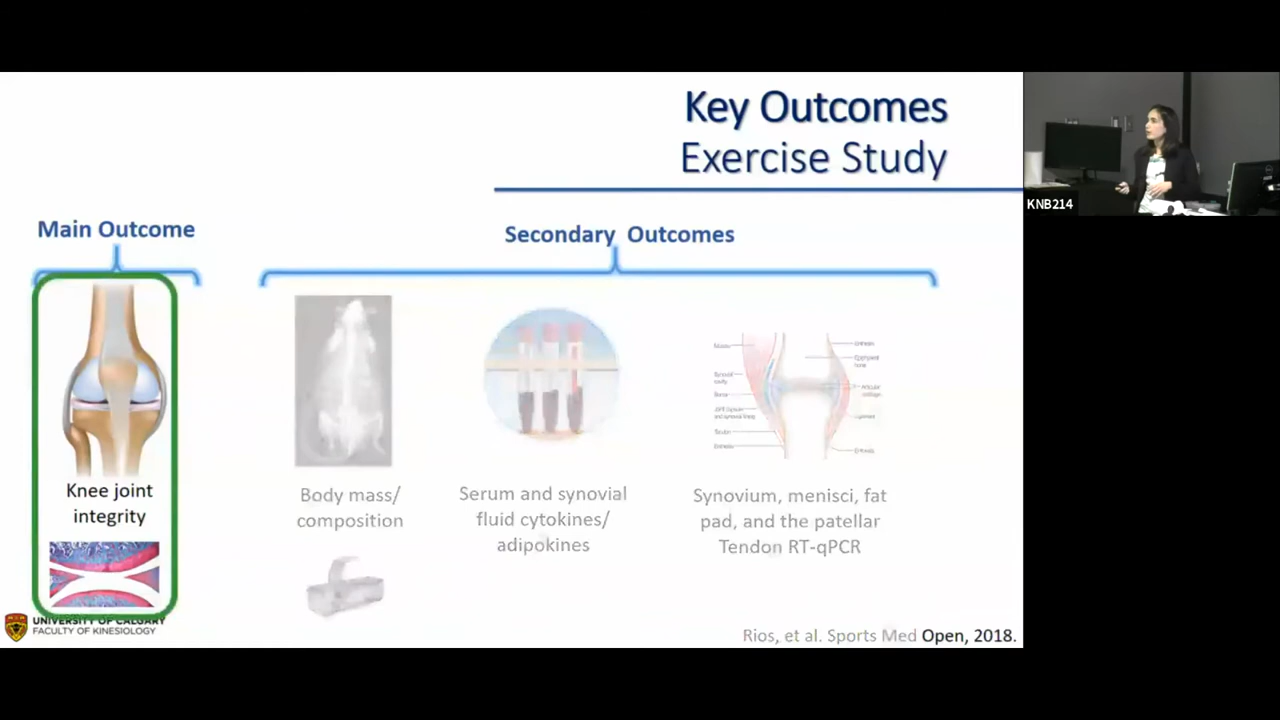 Key Outcomes
Exercise Study
KNB214
Main Outcome
Secondary Outcomes
Knee joint
integrity
Body mass/
composition
Serum and synovial
fluid cytokines/
adipokines
Synovium, menisci, fat
pad, and the patellar
Tendon RT-qPCR
UNIVERSITY OF CALGARY
FACULTY OF KINESIOLOGY
Rios, et al. Sports Med Open, 2018.